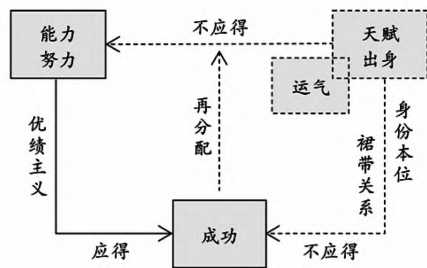 能力
努力
不应得
天赋
出身
运气
优绩主义
再分配
裙带关系
身份本位
应得
成功
不应得